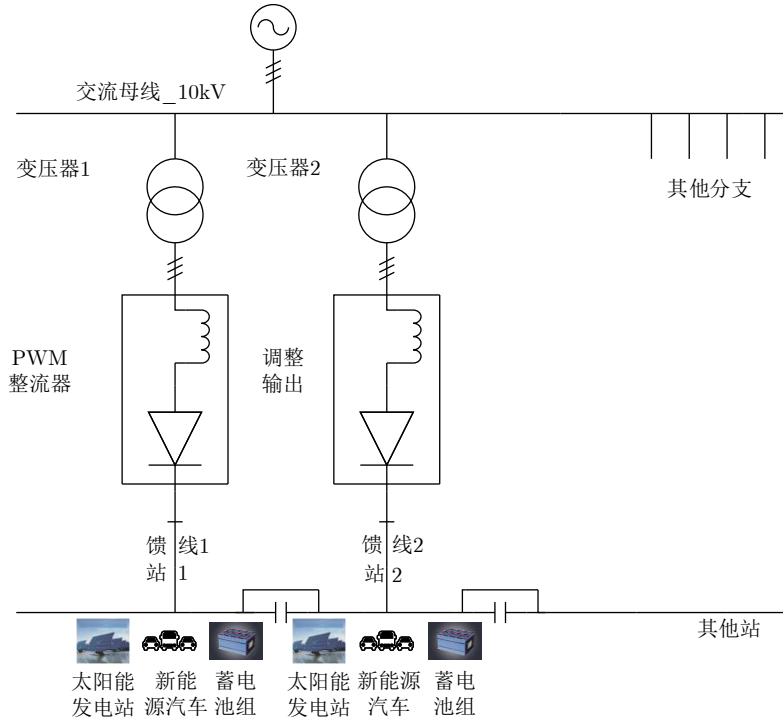 交流母线_10kV
变压器1
变压器2
其他分支
PWM
整流器
调整
输出
馈 线1
站 1
馈 线2
站 2
其他站
太阳能
发电站
新能
源汽车
蓄电
池组
太阳能
发电站
新能源
汽车
蓄电
池组